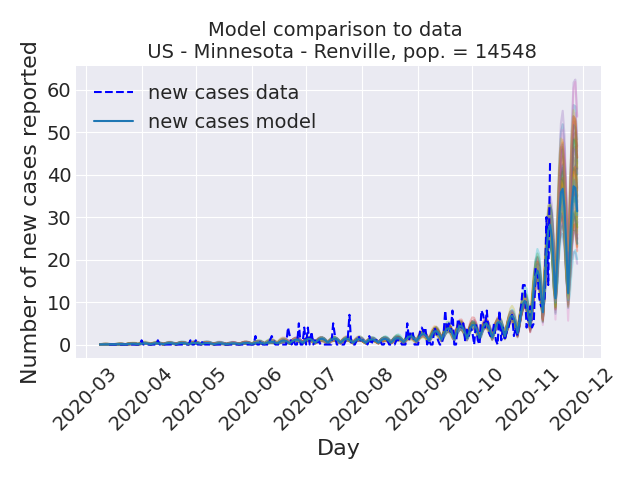 Model comparison to data
US - Minnesota - Renville, pop. = 14548
Number of new cases reported
60
50
40
30
20
10
0
new cases data
new cases model
2020-03
2020-04
2020-05
2020-06
2020-07
2020-08
2020-09
2020-10
2020-11
2020-12
Day